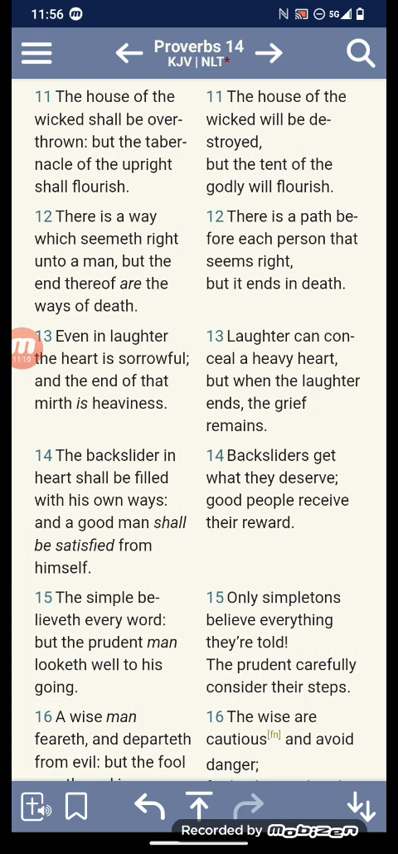 11:56
5G
Proverbs 14
KJV | NLT*
11 The house of the
wicked shall be over-
thrown: but the taber-
nacle of the upright
shall flourish.
11 The house of the
wicked will be de-
stroyed,
but the tent of the
godly will flourish.
12 There is a way
which seemeth right
unto a man, but the
end thereof are the
ways of death.
12 There is a path be-
fore each person that
seems right,
but it ends in death.
13 Even in laughter
the heart is sorrowful;
and the end of that
mirth is heaviness.
11:10
13 Laughter can con-
ceal a heavy heart,
but when the laughter
ends, the grief
remains.
14 The backslider in
heart shall be filled
with his own ways:
and a good man shall
be satisfied from
himself.
14 Backsliders get
what they deserve;
good people receive
their reward.
15 The simple be-
lieveth every word:
but the prudent man
looketh well to his
going.
15 Only simpletons
believe everything
they're told!
The prudent carefully
consider their steps.
16 A wise man
feareth, and departeth
from evil: but the fool
16 The wise are
cautious[fn] and avoid
danger;
Recorded by mobizen